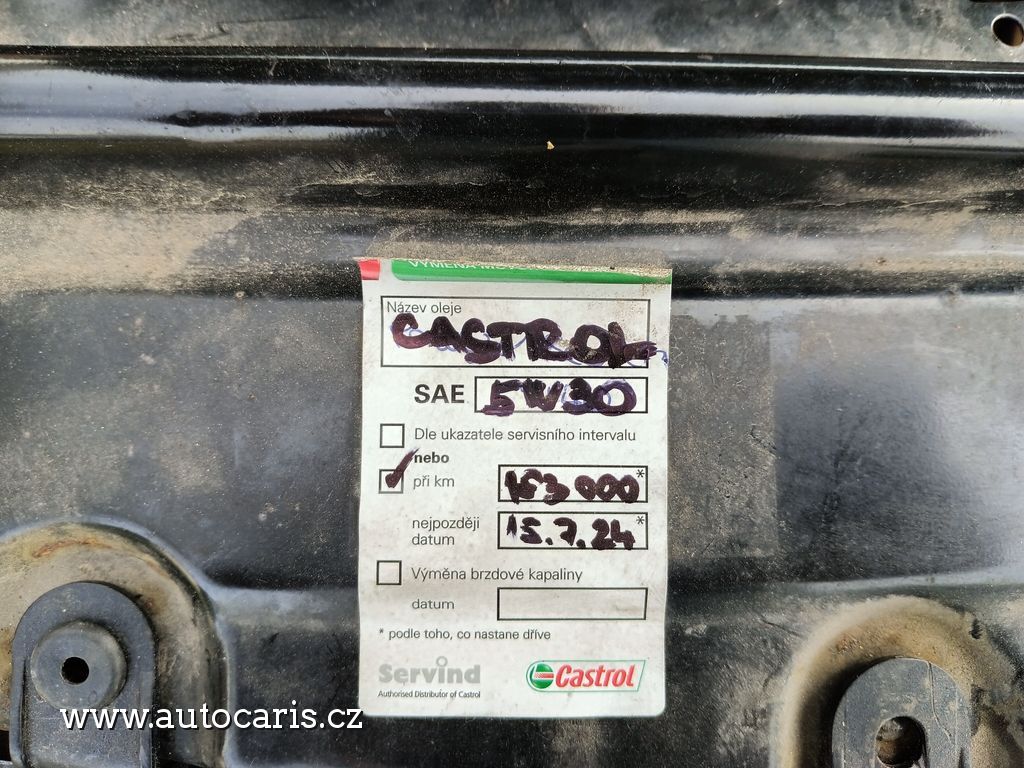 VÝMĚNA
Název oleje
CASTROL
SAE 5W30
Dle ukazatele servisního intervalu
nebo
při km 153 000*
nejpozději
datum 15.7.24*
Výměna brzdové kapaliny
datum
* podle toho, co nastane dříve
Servind
Authorised Distributor of Castrol
Castrol
www.autocaris.cz